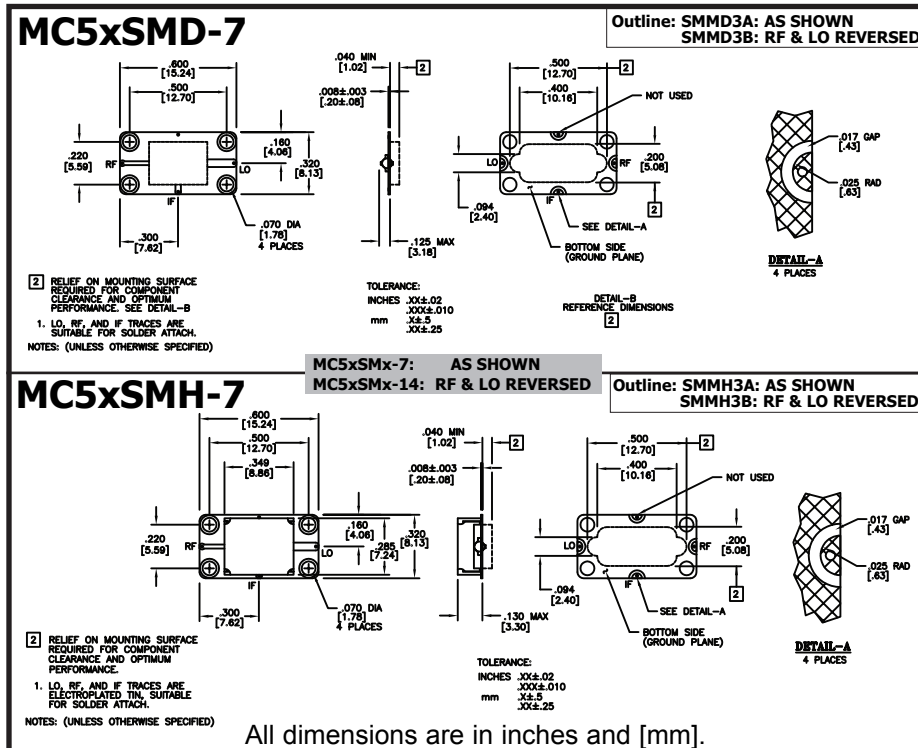 MC5xSMD-7
Outline: SMMD3A: AS SHOWN
SMMD3B: RF & LO REVERSED
.600
[15.24]
.500
[12.70]
.220
[5.59]
RF
LO
IF
.160
[4.06]
.320
[8.13]
.300
[7.62]
.070 DIA
[1.78]
4 PLACES
.040 MIN
[1.02]
2
.008±.003
[.20±.08]
.125 MAX
[3.18]
.500
[12.70]
2
.400
[10.16]
NOT USED
LO
RF
IF
.200
[5.08]
2
.094
[2.40]
SEE DETAIL-A
BOTTOM SIDE
(GROUND PLANE)
.017 GAP
[.43]
.025 RAD
[.63]
DETAIL-A
4 PLACES
2 RELIEF ON MOUNTING SURFACE
REQUIRED FOR COMPONENT
CLEARANCE AND OPTIMUM
PERFORMANCE. SEE DETAIL-B
1. LO, RF, AND IF TRACES ARE
SUITABLE FOR SOLDER ATTACH.
NOTES: (UNLESS OTHERWISE SPECIFIED)
TOLERANCE:
INCHES .XX±.02
.XXX±.010
mm .X±.5
.XX±.25
DETAIL-B
REFERENCE DIMENSIONS
2
MC5xSMx-7: AS SHOWN
MC5xSMx-14: RF & LO REVERSED
MC5xSMH-7
Outline: SMMH3A: AS SHOWN
SMMH3B: RF & LO REVERSED
.600
[15.24]
.500
[12.70]
.349
[8.86]
.220
[5.59]
RF
LO
IF
.160
[4.06]
.285
[7.24]
.320
[8.13]
.300
[7.62]
.070 DIA
[1.78]
4 PLACES
.040 MIN
[1.02]
2
.008±.003
[.20±.08]
.130 MAX
[3.30]
.500
[12.70]
2
.400
[10.16]
NOT USED
LO
RF
IF
.200
[5.08]
2
.094
[2.40]
SEE DETAIL-A
BOTTOM SIDE
(GROUND PLANE)
.017 GAP
[.43]
.025 RAD
[.63]
DETAIL-A
4 PLACES
2 RELIEF ON MOUNTING SURFACE
REQUIRED FOR COMPONENT
CLEARANCE AND OPTIMUM
PERFORMANCE.
1. LO, RF, AND IF TRACES ARE
ELECTROPLATED TIN, SUITABLE
FOR SOLDER ATTACH.
NOTES: (UNLESS OTHERWISE SPECIFIED)
TOLERANCE:
INCHES .XX±.02
.XXX±.010
mm .X±.5
.XX±.25
All dimensions are in inches and [mm].